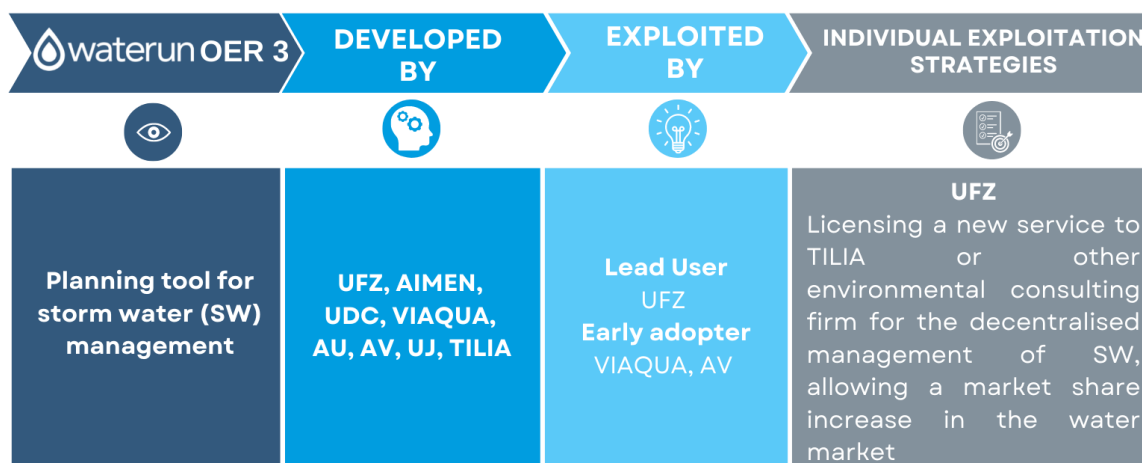 waterun OER 3
DEVELOPED
BY
EXPLOITED
BY
INDIVIDUAL EXPLOITATION
STRATEGIES
Planning tool for
storm water (SW)
management
UFZ, AIMEN,
UDC, VIAQUA,
AU, AV, UJ, TILIA
Lead User
UFZ
Early adopter
VIAQUA, AV
UFZ
Licensing a new service to
TILIA or other
environmental consulting
firm for the decentralised
management of SW,
allowing a market share
increase in the water
market